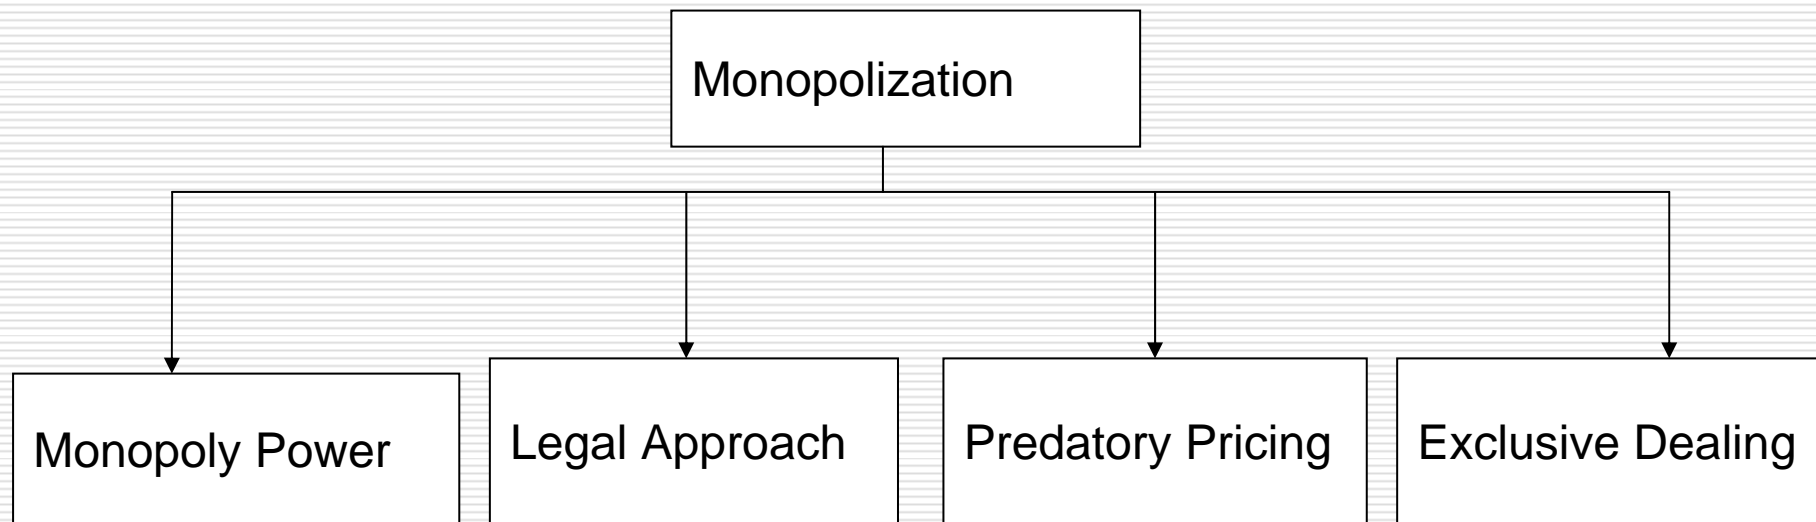 Monopolization
Monopoly Power
Legal Approach
Predatory Pricing
Exclusive Dealing